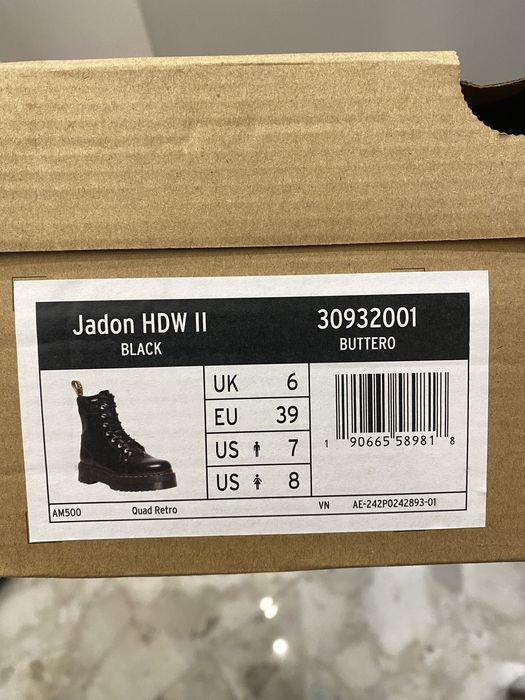 Jadon HDW II 30932001
BLACK BUTTERO
UK 6
EU 39
US 7
US 8
1 90665 58981 8
AM500 Quad Retro VN AE-242P0242893-01